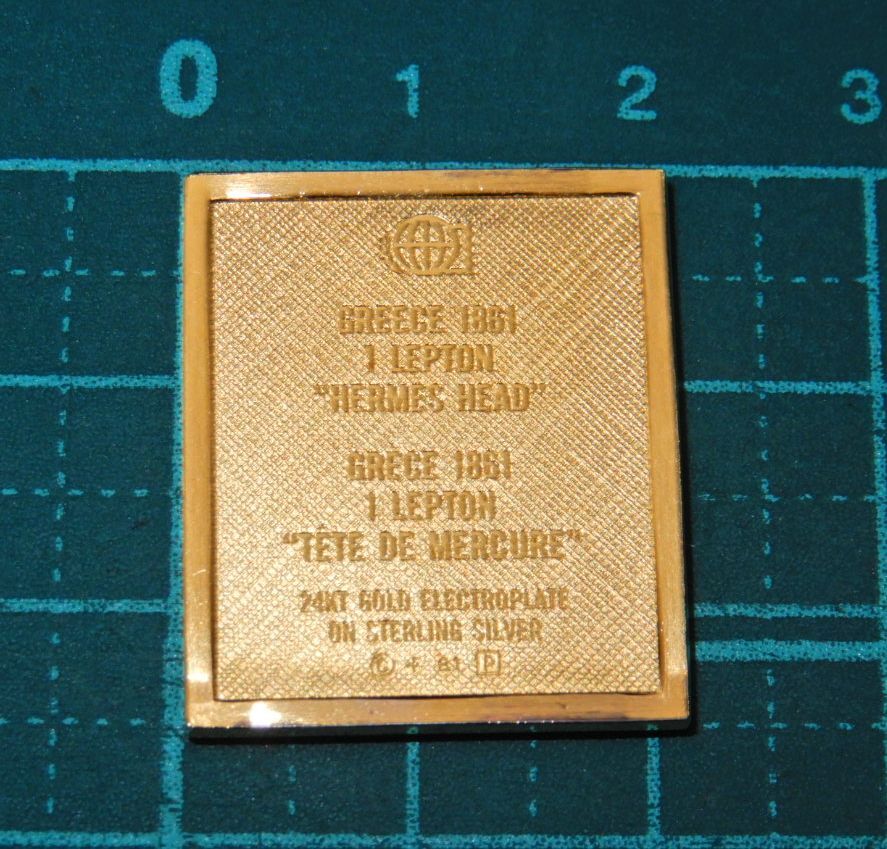 0 1 2 3
GREECE 1861
1 LEPTON
"HERMES HEAD"
GRÈCE 1861
1 LEPTON
"TÊTE DE MERCURE"
24KT GOLD ELECTROPLATE
ON STERLING SILVER
© 81 P